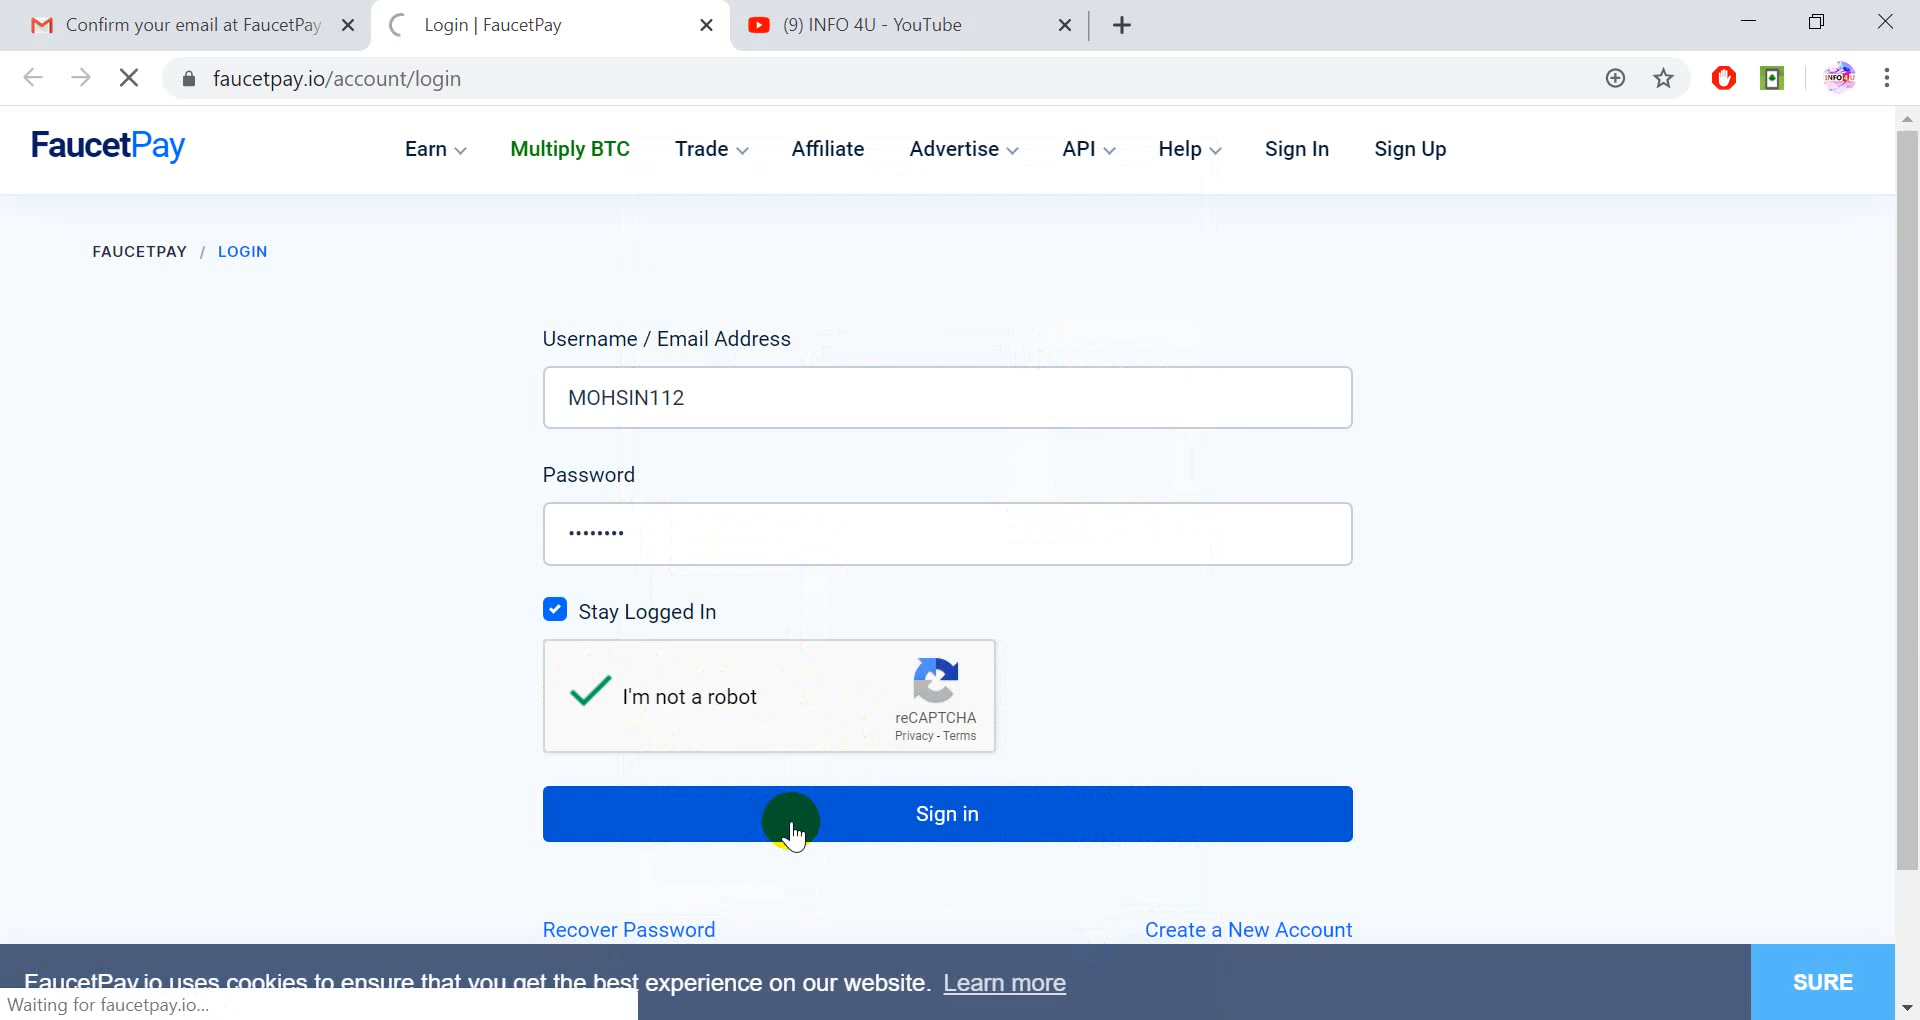 Confirm your email at FaucetPay
Login | FaucetPay
(9) INFO 4U - YouTube
faucetpay.io/account/login
FaucetPay
Earn
Multiply BTC
Trade
Affiliate
Advertise
API
Help
Sign In
Sign Up
FAUCETPAY / LOGIN
Username / Email Address
MOHSIN112
Password
••••••••
Stay Logged In
I'm not a robot
reCAPTCHA
Privacy - Terms
Sign in
Recover Password
Create a New Account
FaucetPay.io uses cookies to ensure that you get the best experience on our website. Learn more
SURE
Waiting for faucetpay.io...